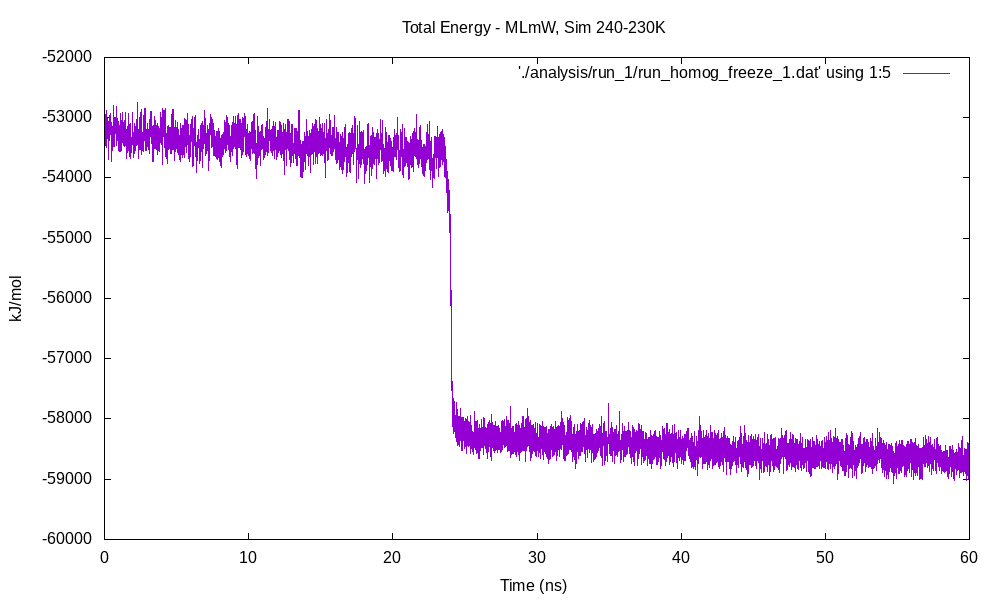 Total Energy - MLmW, Sim 240-230K
'./analysis/run_1/run_homog_freeze_1.dat' using 1:5
-52000
-53000
-54000
-55000
-56000
-57000
-58000
-59000
-60000
kJ/mol
0 10 20 30 40 50 60
Time (ns)